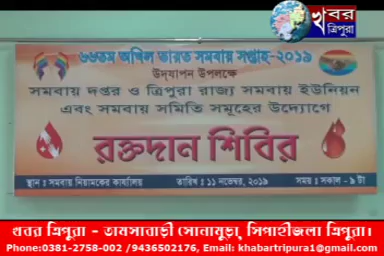 খবর
ত্রিপুরা
৬৬তম অখিল ভারত সমবায় সপ্তাহ-২০১৯
উদযাপন উপলক্ষে
সমবায় দপ্তর ও ত্রিপুরা রাজ্য সমবায় ইউনিয়ন
এবং সমবায় সমিতি সমূহের উদ্যোগে
রক্তদান শিবির
স্থান : সমবায় নিয়ামকের কার্য্যালয় তারিখ : ১১ নভেম্বর, ২০১৯ সময় : সকাল - ৯ টা
খবর ত্রিপুরা - তামসাবাড়ী সোনামুড়া, সিপাহীজলা ত্রিপুরা।
Phone:0381-2758-002 /9436502176, Email: khabartripura1@gmail.com